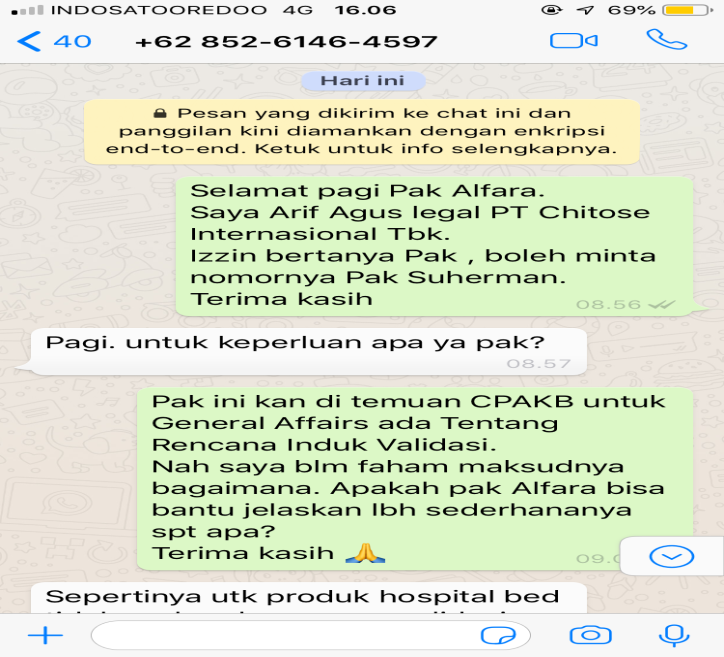 INDOSATOOREDOO 4G 16.06 69%
40 +62 852-6146-4597
Hari ini
Pesan yang dikirim ke chat ini dan
panggilan kini diamankan dengan enkripsi
end-to-end. Ketuk untuk info selengkapnya.
Selamat pagi Pak Alfara.
Saya Arif Agus legal PT Chitose
Internasional Tbk.
Izzin bertanya Pak , boleh minta
nomornya Pak Suherman.
Terima kasih
08.56
Pagi. untuk keperluan apa ya pak?
08.57
Pak ini kan di temuan CPAKB untuk
General Affairs ada Tentang
Rencana Induk Validasi.
Nah saya blm faham maksudnya
bagaimana. Apakah pak Alfara bisa
bantu jelaskan lbh sederhananya
spt apa?
Terima kasih 🙏
Sepertinya utk produk hospital bed